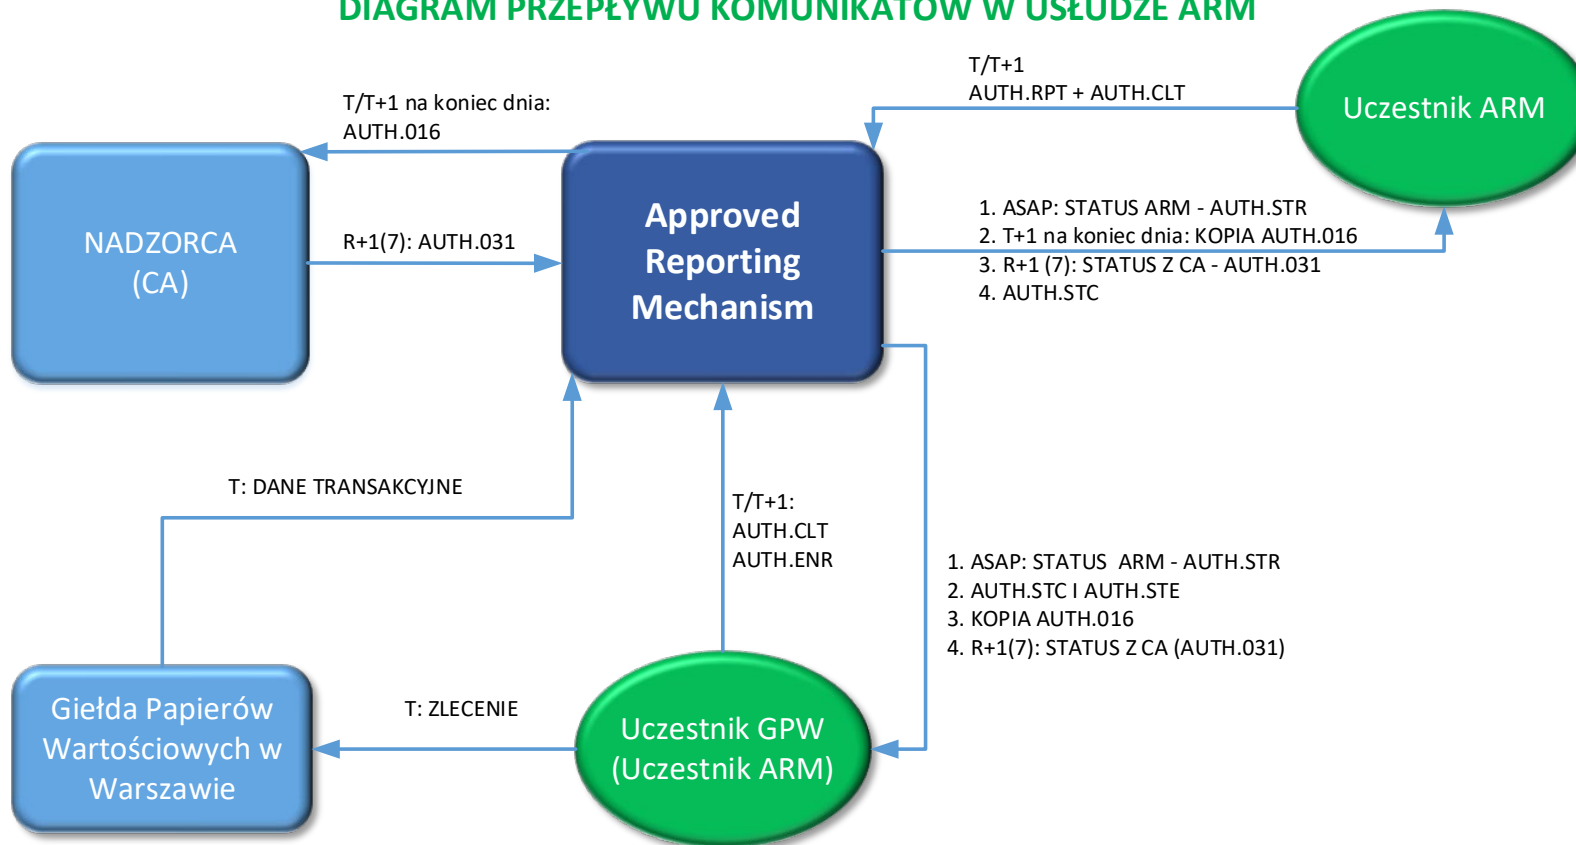 DIAGRAM PRZEPŁYWU KOMUNIKATÓW W USŁUDZE ARM
T/T+1
AUTH.RPT + AUTH.CLT
Uczestnik ARM
T/T+1 na koniec dnia:
AUTH.016
NADZORCA
(CA)
R+1(7): AUTH.031
Approved
Reporting
Mechanism
1. ASAP: STATUS ARM - AUTH.STR
2. T+1 na koniec dnia: KOPIA AUTH.016
3. R+1 (7): STATUS Z CA - AUTH.031
4. AUTH.STC
T: DANE TRANSAKCYJNE
T/T+1:
AUTH.CLT
AUTH.ENR
1. ASAP: STATUS  ARM - AUTH.STR
2. AUTH.STC I AUTH.STE
3. KOPIA AUTH.016
4. R+1(7): STATUS Z CA (AUTH.031)
Giełda Papierów
Wartościowych w
Warszawie
T: ZLECENIE
Uczestnik GPW
(Uczestnik ARM)